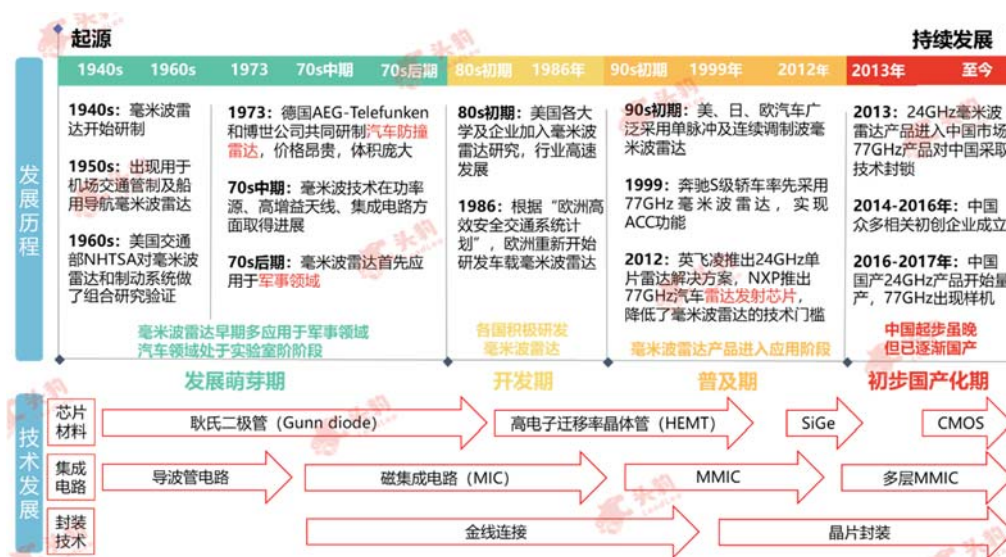 起源
持续发展
1940s 1960s 1973 70s中期 70s后期 80s初期 1986年 90s初期 1999年 2012年 2013年 至今
发展历程
1940s：毫米波雷
达开始研制
1950s：出现用于
机场交通管制及船
用导航毫米波雷达
1960s：美国交通
部NHTSA对毫米波
雷达和制动系统做
了组合研究验证
1973：德国AEG-Telefunken
和博世公司共同研制汽车防撞
雷达，价格昂贵，体积庞大
70s中期：毫米波技术在功率
源、高增益天线、集成电路方
面取得进展
70s后期：毫米波雷达首先应
用于军事领域
毫米波雷达早期多应用于军事领域
汽车领域处于实验室阶阶段
80s初期：美国各大
学及企业加入毫米波
雷达研究，行业高速
发展
1986：根据“欧洲高
效安全交通系统计
划”，欧洲重新开始
研发车载毫米波雷达
各国积极研发
毫米波雷达
90s初期：美、日、欧汽车广
泛采用单脉冲及连续调制波毫
米波雷达
1999：奔驰S级轿车率先采用
77GHz毫米波雷达，实现
ACC功能
2012：英飞凌推出24GHz单
片雷达解决方案，NXP推出
77GHz汽车雷达发射芯片，
降低了毫米波雷达的技术门槛
毫米波雷达产品进入应用阶段
2013：24GHz毫米波
雷达产品进入中国市场
77GHz产品对中国采取
技术封锁
2014-2016年：中国
众多相关初创企业成立
2016-2017年：中国
国产24GHz产品开始量
产，77GHz出现样机
中国起步虽晚
但已逐渐国产
发展萌芽期
开发期
普及期
初步国产化期
技术发展
芯片
材料
耿氏二极管（Gunn diode）
高电子迁移率晶体管（HEMT）
SiGe
CMOS
集成
电路
导波管电路
磁集成电路（MIC）
MMIC
多层MMIC
封装
技术
金线连接
晶片封装
头豹